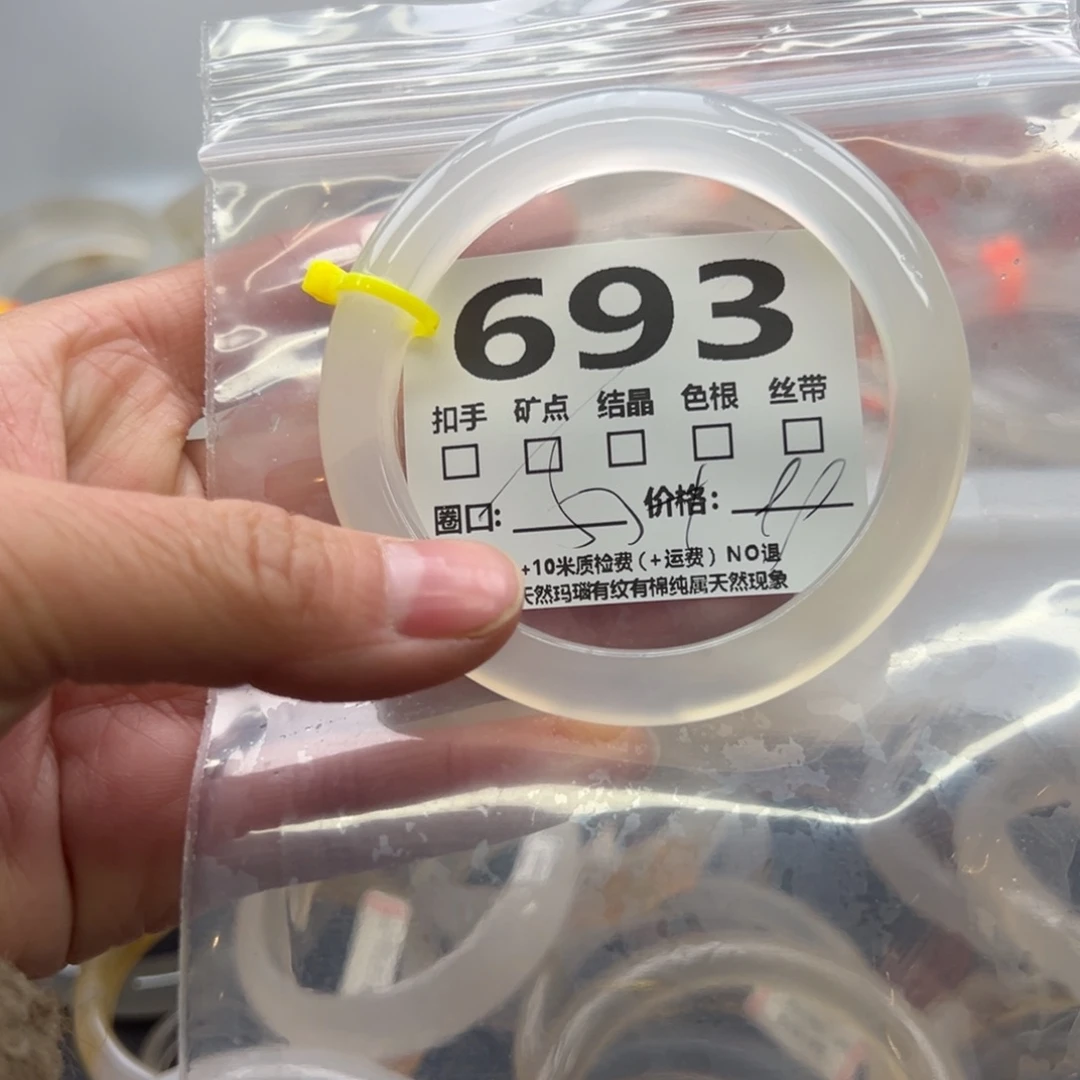 693
扣手 矿点 结晶 色根 丝带
圈口: 价格:
+10米质检费(+运费)NO退
天然玛瑙有纹有棉纯属天然现象